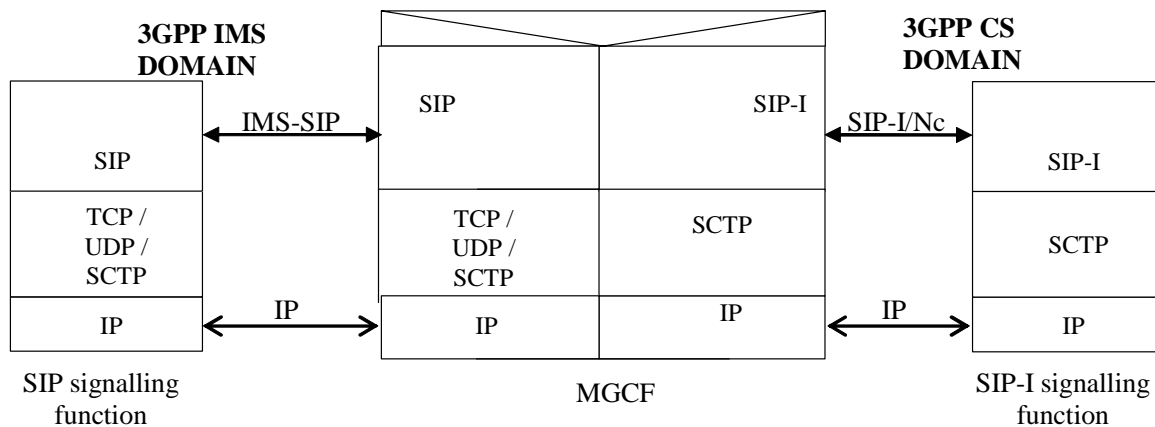 3GPP IMS
DOMAIN
3GPP CS
DOMAIN
SIP
IMS-SIP
SIP
SIP-I
SIP-I/Nc
SIP-I
TCP /
UDP /
SCTP
TCP /
UDP /
SCTP
SCTP
SCTP
IP
IP
IP
IP
IP
IP
SIP signalling
function
MGCF
SIP-I signalling
function